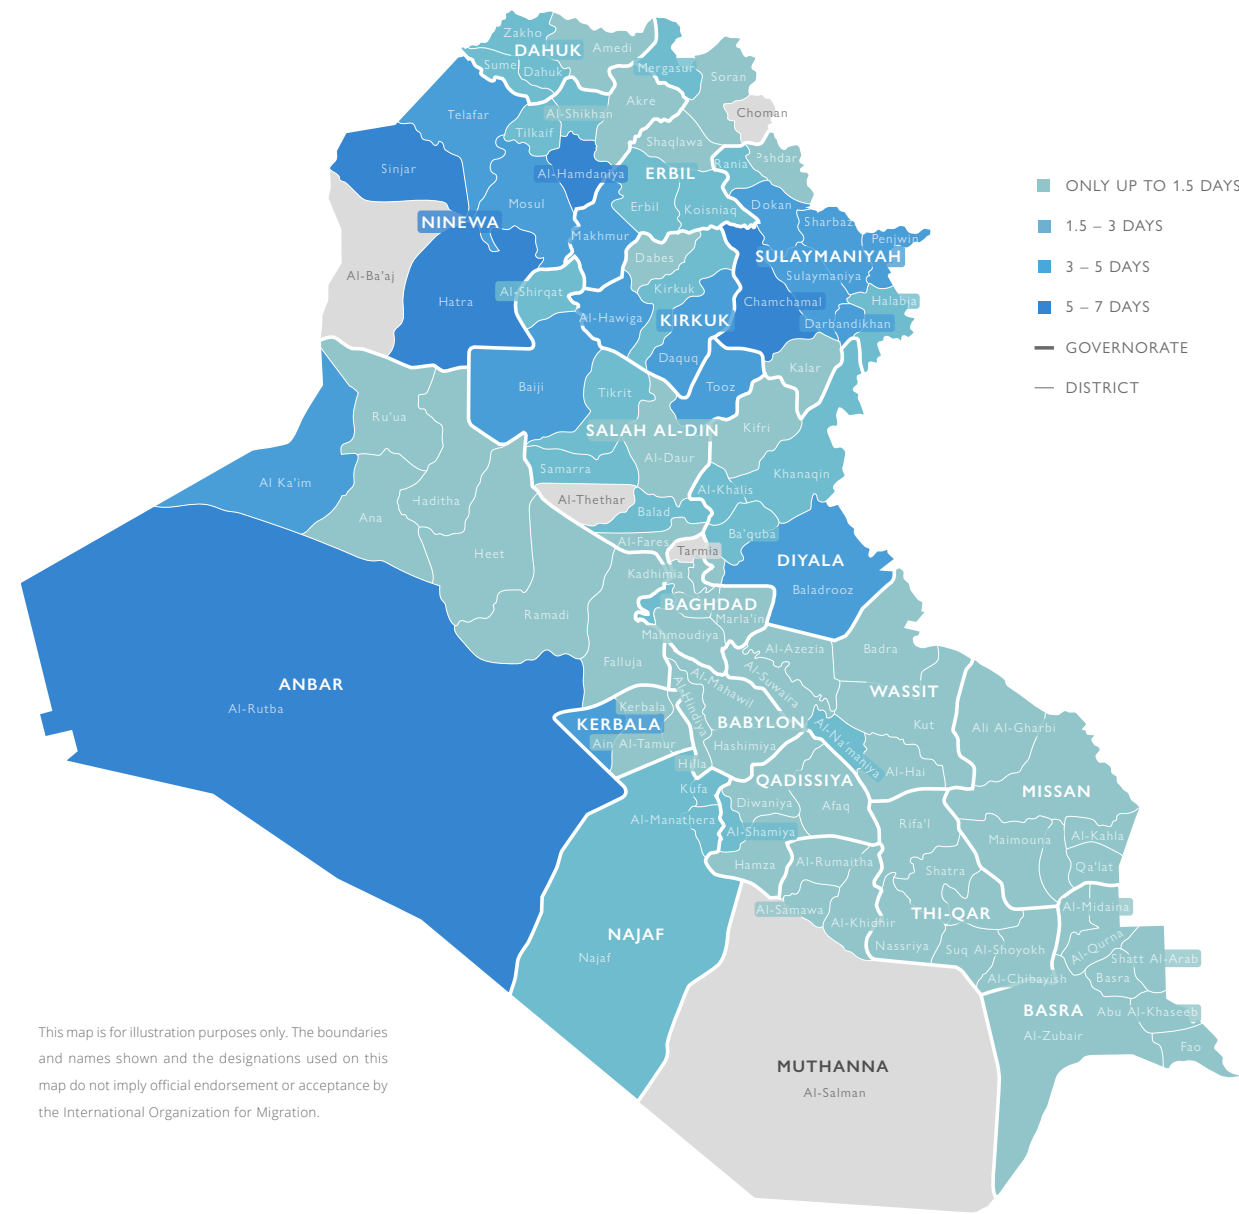 Zakho
DAHUK
Amedi
Sume
Dahuk
Mergasur
Soran
Telafar
Al-Shikhan
Akre
Choman
Tilkaif
Shaqlawa
Sinjar
Al-Hamdaniya
ERBIL
Rania
Pshdar
Mosul
Erbil
Koisniaq
Dokan
NINEWA
Makhmur
Sharbaz
Penjwin
Al-Ba'aj
Dabes
SULAYMANIYAH
Sulaymaniya
Hatra
Al-Shirqat
Kirkuk
Chamchamal
Halabja
Al-Hawiga
KIRKUK
Darbandikhan
Daquq
Kalar
Baiji
Tikrit
Tooz
Ru'ua
SALAH AL-DIN
Kifri
Al-Daur
Samarra
Khanaqin
Al Ka'im
Al-Khalis
Haditha
Al-Thethar
Ana
Balad
Ba'quba
Al-Fares
Tarmia
Heet
DIYALA
Kadhimia
Baladrooz
BAGHDAD
Ramadi
Marla'in
Mahmoudiya
Al-Azezia
Badra
Falluja
ANBAR
Al-Rutba
Al-Hindiya
Al-Mahawil
Al-Suwaira
WASSIT
Kerbala
KERBALA
BABYLON
Kut
Ali Al-Gharbi
Ain Al-Tamur
Hashimiya
Al-Na'maniya
Hilla
Al-Hai
QADISSIYA
Kufa
MISSAN
Diwaniya
Afaq
Al-Manathera
Al-Shamiya
Rifa'l
Maimouna
Al-Kahla
Hamza
Al-Rumaitha
Shatra
Qa'lat
Al-Samawa
THI-QAR
Al-Midaina
Al-Khidhir
NAJAF
Nassriya
Suq Al-Shoyokh
Al-Qurna
Najaf
Shatt Al-Arab
Al-Chibayish
Basra
BASRA
Abu Al-Khaseeb
Al-Zubair
Fao
MUTHANNA
Al-Salman
ONLY UP TO 1.5 DAYS
1.5 – 3 DAYS
3 – 5 DAYS
5 – 7 DAYS
GOVERNORATE
DISTRICT
This map is for illustration purposes only. The boundaries
and names shown and the designations used on this
map do not imply official endorsement or acceptance by
the International Organization for Migration.